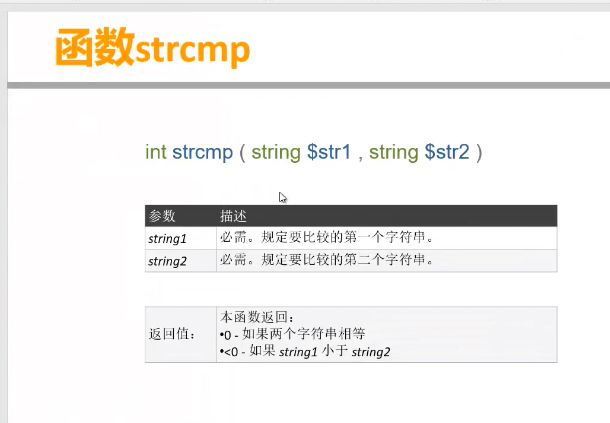 函数strcmp
int strcmp ( string $str1 , string $str2 )
参数 描述
string1 必需。规定要比较的第一个字符串。
string2 必需。规定要比较的第二个字符串。
返回值： 本函数返回：
•0 - 如果两个字符串相等
•<0 - 如果 string1 小于 string2